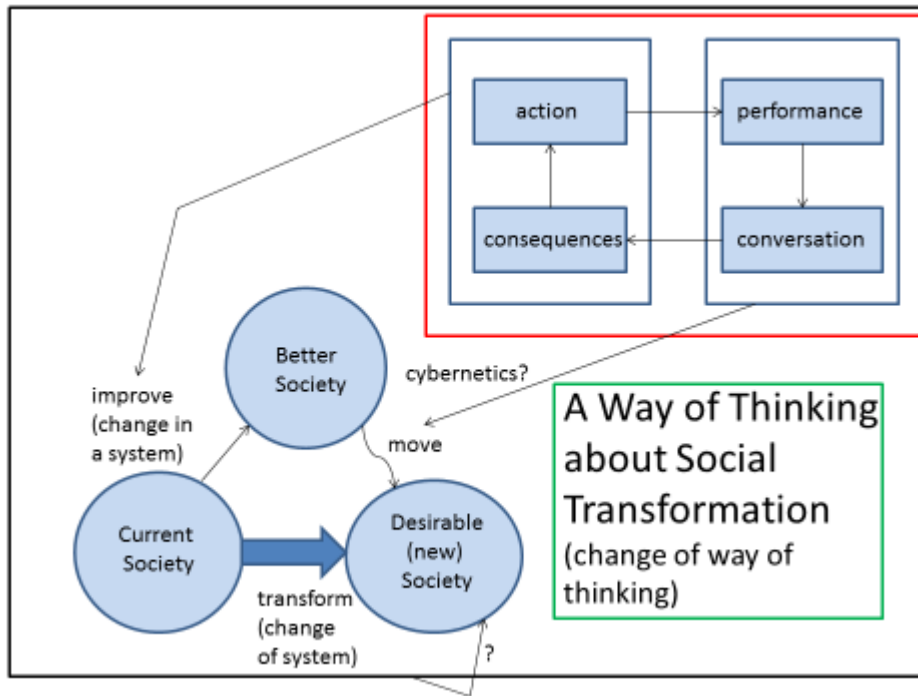 action
performance
consequences
conversation
Better
Society
cybernetics?
improve
(change in
a system)
move
A Way of Thinking
about Social
Transformation
(change of way of
thinking)
Current
Society
Desirable
(new)
Society
transform
(change
of system)
?